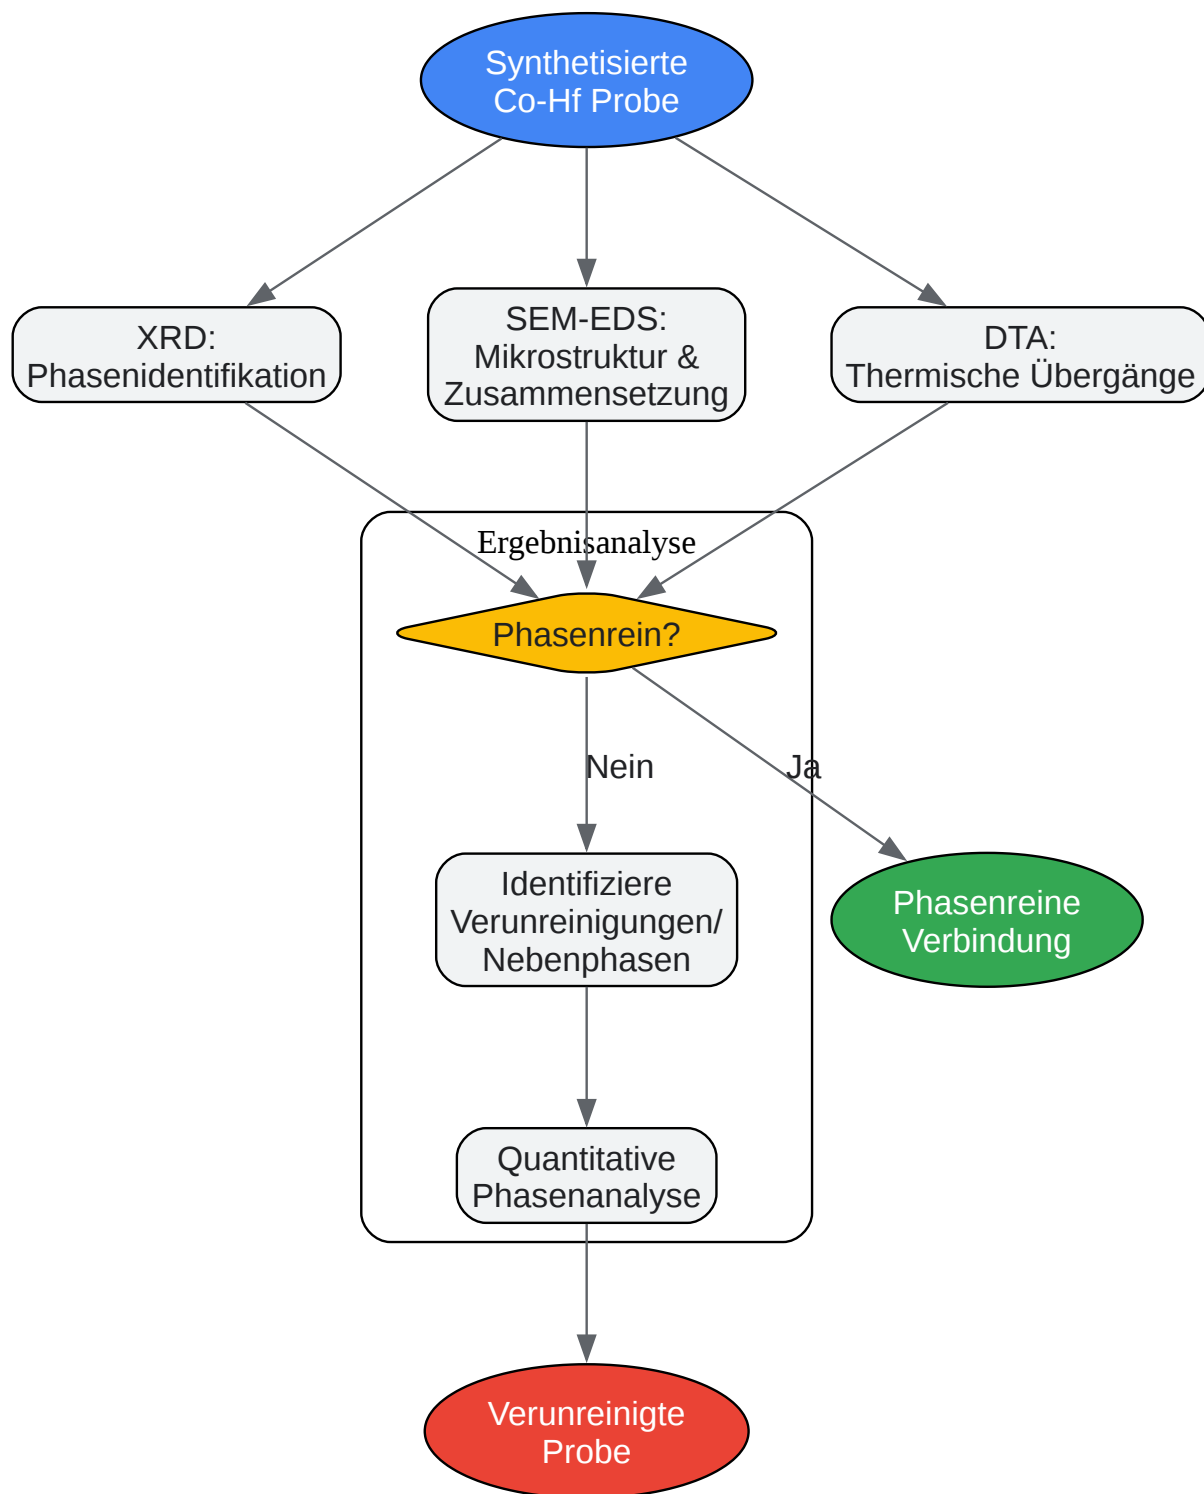 Synthetisierte
Co-Hf Probe
XRD:
Phasenidentifikation
SEM-EDS:
Mikrostruktur &
Zusammensetzung
DTA:
Thermische Übergänge
Ergebnisanalyse
Phasenrein?
Nein
Ja
Identifiziere
Verunreinigungen/
Nebenphasen
Phasenreine
Verbindung
Quantitative
Phasenanalyse
Verunreinigte
Probe